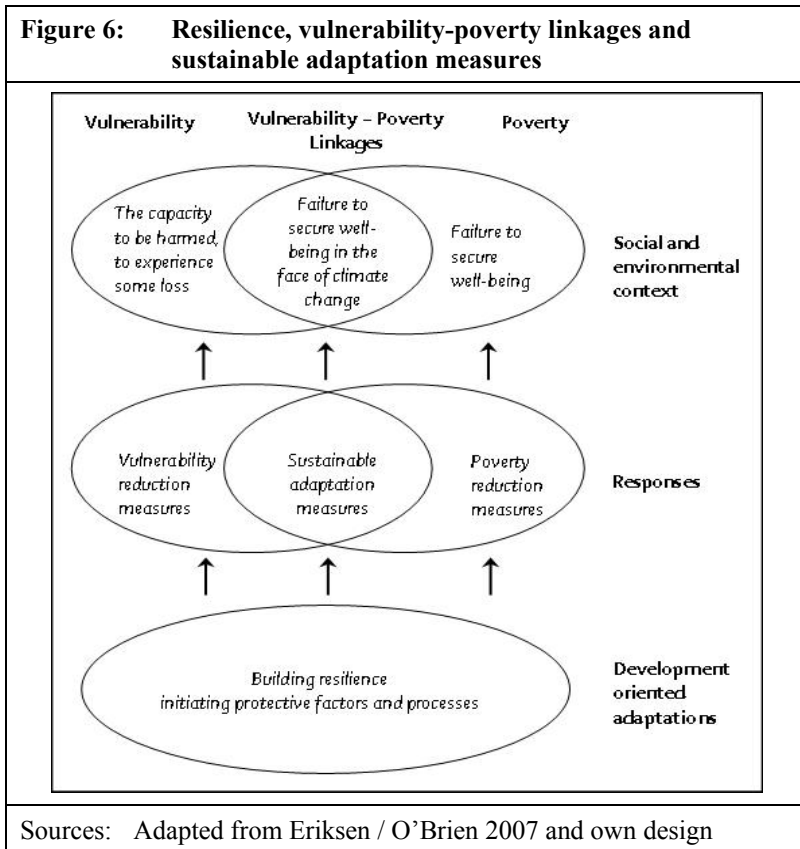 Figure 6: Resilience, vulnerability-poverty linkages and
sustainable adaptation measures
Vulnerability
Vulnerability – Poverty
Linkages
Poverty
The capacity
to be harmed,
to experience
some loss
Failure to
secure well-
being in the
face of climate
change
Failure to
secure
well-being
Social and
environmental
context
Vulnerability
reduction
measures
Sustainable
adaptation
measures
Poverty
reduction
measures
Responses
Building resilience
initiating protective factors and processes
Development
oriented
adaptations
Sources: Adapted from Eriksen / O’Brien 2007 and own design